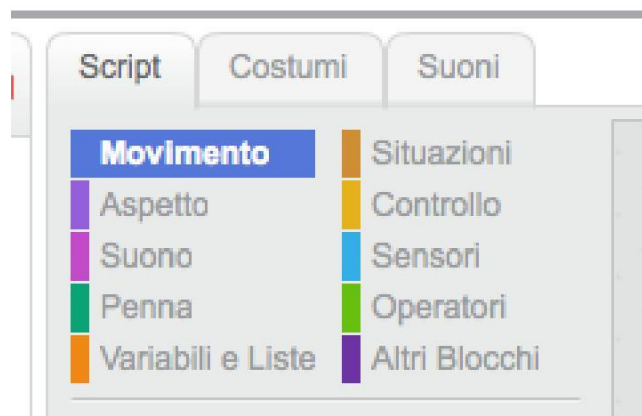 Script Costumi Suoni
Movimento Situazioni
Aspetto Controllo
Suono Sensori
Penna Operatori
Variabili e Liste Altri Blocchi